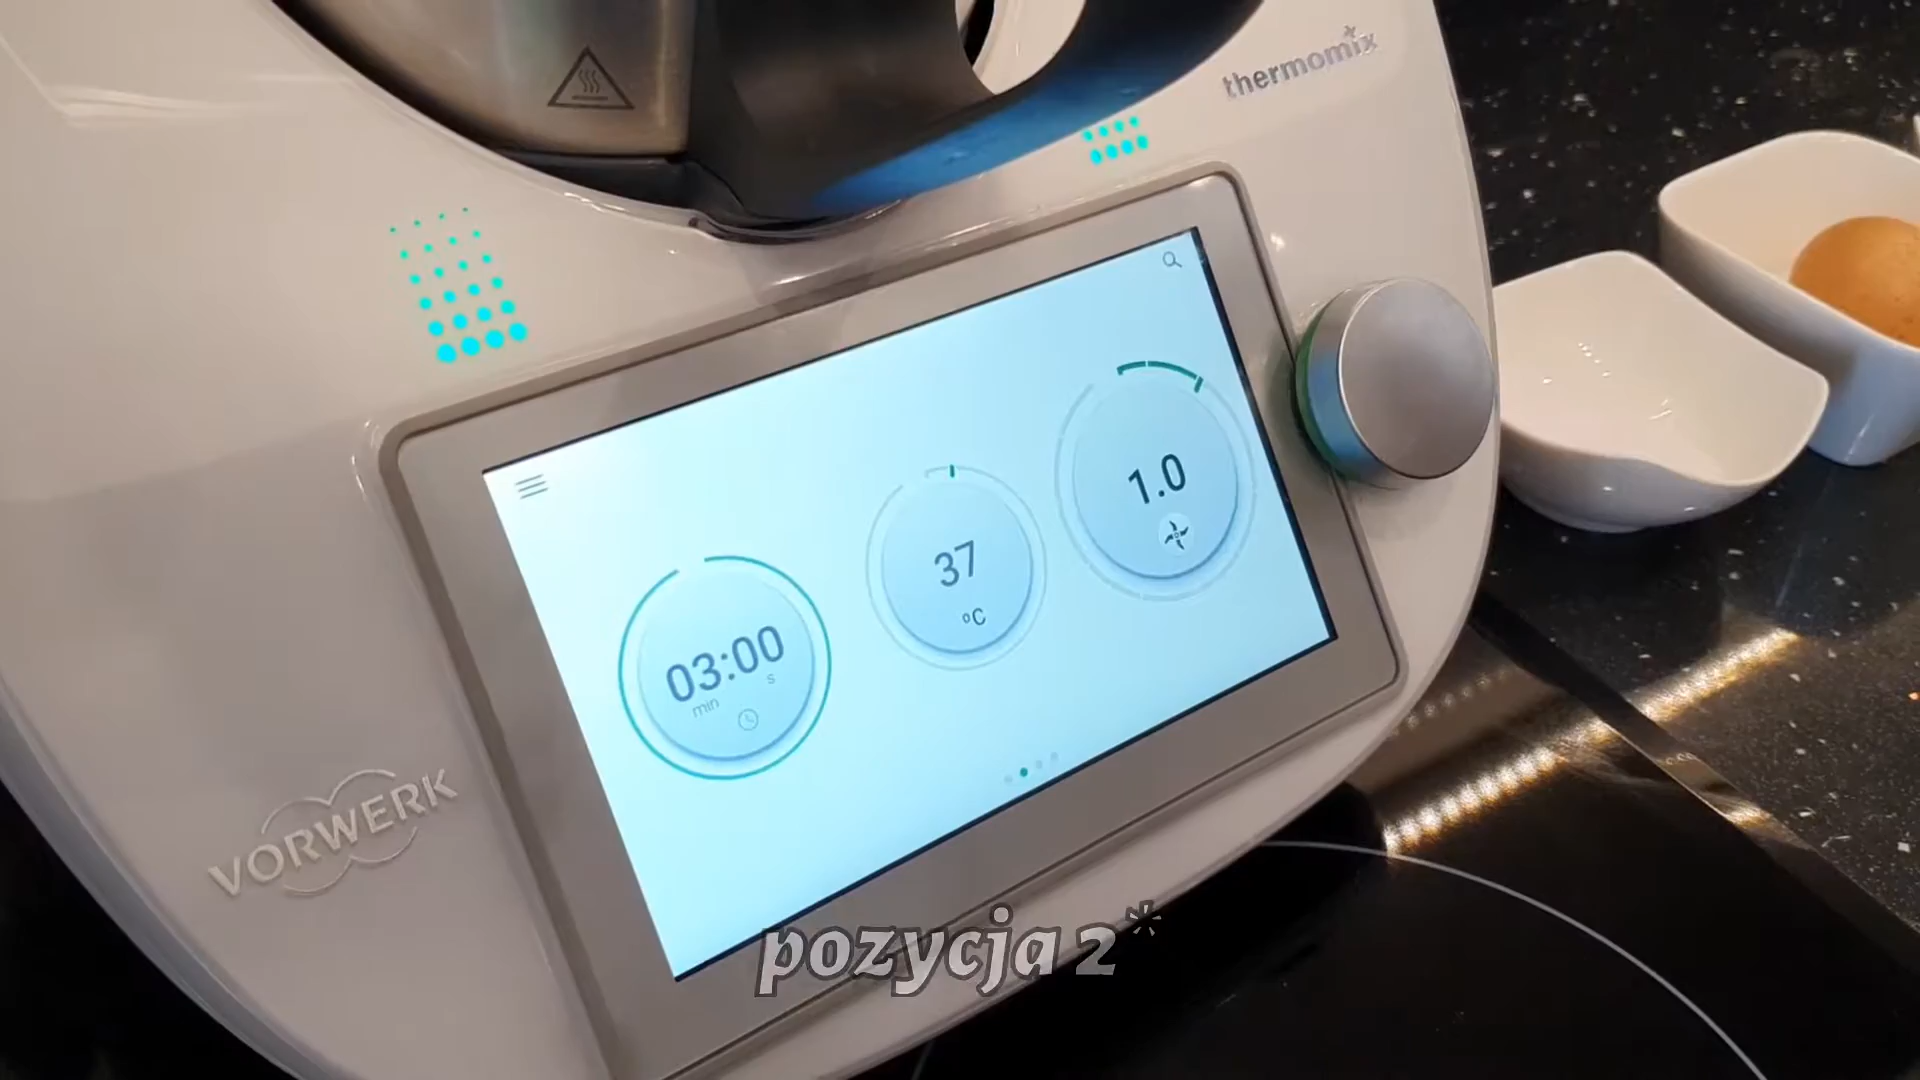 thermomix
1.0
37
°C
03:00
min s
VORWERK
pozycja 2*